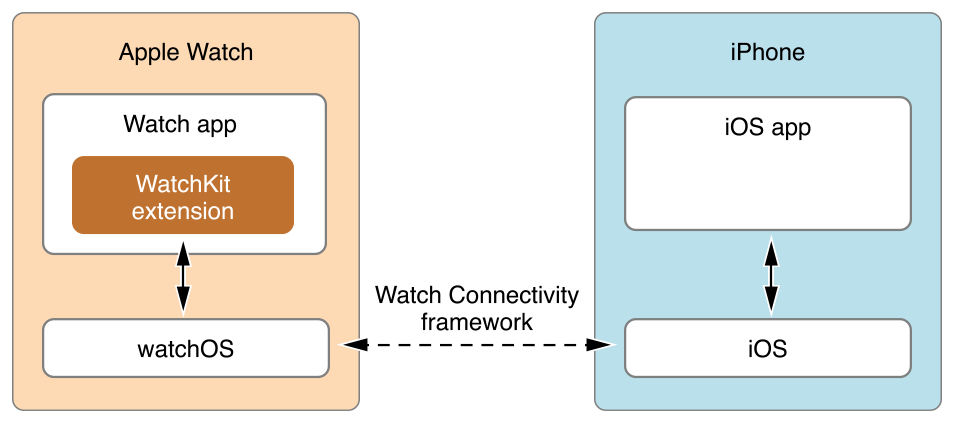 Apple Watch
Watch app
WatchKit
extension
watchOS
Watch Connectivity
framework
iPhone
iOS app
iOS